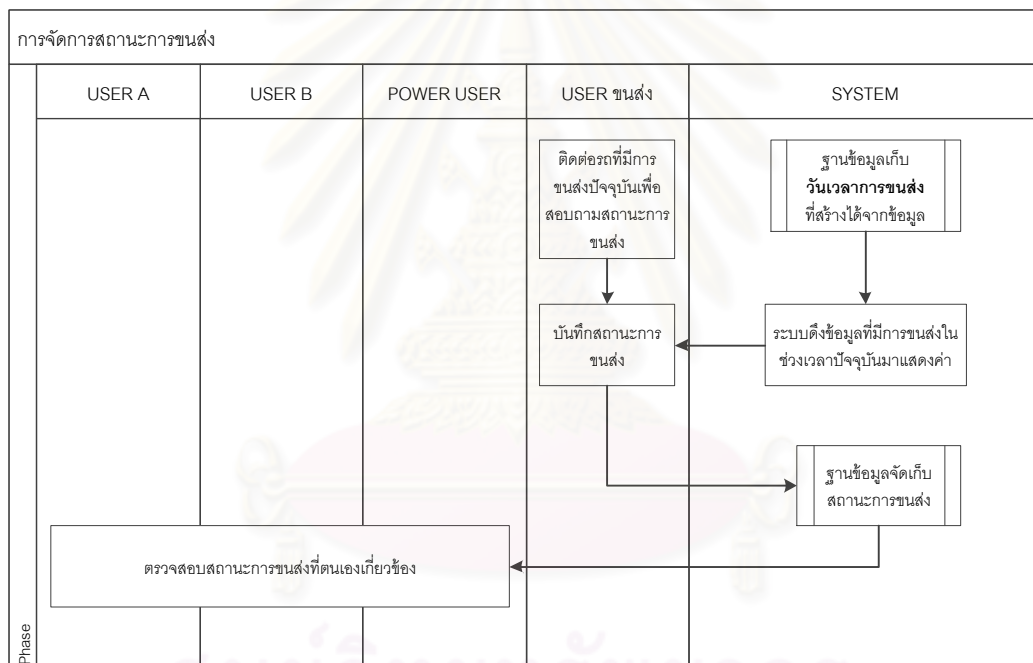 การจัดการสถานะการขนส่ง
USER A
USER B
POWER USER
USER ขนส่ง
SYSTEM
ติดต่อรถที่มีการ
ขนส่งปัจจุบันเพื่อ
สอบถามสถานะการ
ขนส่ง
ฐานข้อมูลเก็บ
วันเวลาการขนส่ง
ที่สร้างได้จากข้อมูล
บันทึกสถานะการ
ขนส่ง
ระบบดึงข้อมูลที่มีการขนส่งใน
ช่วงเวลาปัจจุบันมาแสดงค่า
ฐานข้อมูลจัดเก็บ
สถานะการขนส่ง
ตรวจสอบสถานะการขนส่งที่ตนเองเกี่ยวข้อง
Phase